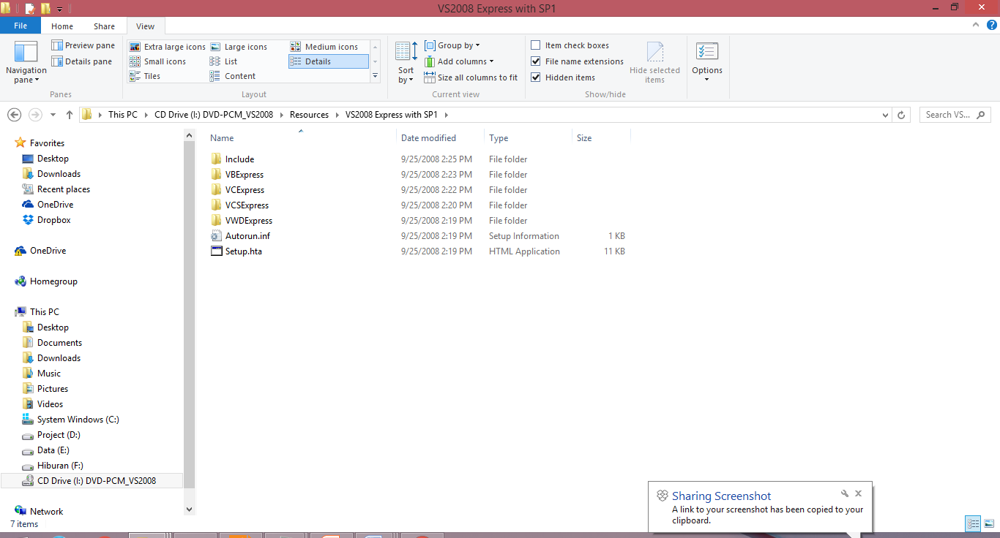 VS2008 Express with SP1
File Home Share View
Navigation pane
Preview pane
Details pane
Panes
Extra large icons Large icons Medium icons
Small icons List Details
Tiles Content
Layout
Sort by
Group by
Add columns
Size all columns to fit
Current view
Item check boxes
File name extensions
Hidden items
Hide selected items
Show/hide
Options
This PC CD Drive (I:) DVD-PCM_VS2008 Resources VS2008 Express with SP1
Search VS...
Favorites
Desktop
Downloads
Recent places
OneDrive
Dropbox
OneDrive
Homegroup
This PC
Desktop
Documents
Downloads
Music
Pictures
Videos
System Windows (C:)
Project (D:)
Data (E:)
Hiburan (F:)
CD Drive (I:) DVD-PCM_VS2008
Network
Name Date modified Type Size
Include 9/25/2008 2:25 PM File folder
VBExpress 9/25/2008 2:23 PM File folder
VCExpress 9/25/2008 2:22 PM File folder
VCSExpress 9/25/2008 2:20 PM File folder
VWDExpress 9/25/2008 2:19 PM File folder
Autorun.inf 9/25/2008 2:19 PM Setup Information 1 KB
Setup.hta 9/25/2008 2:19 PM HTML Application 11 KB
Sharing Screenshot
A link to your screenshot has been copied to your
clipboard.
7 items